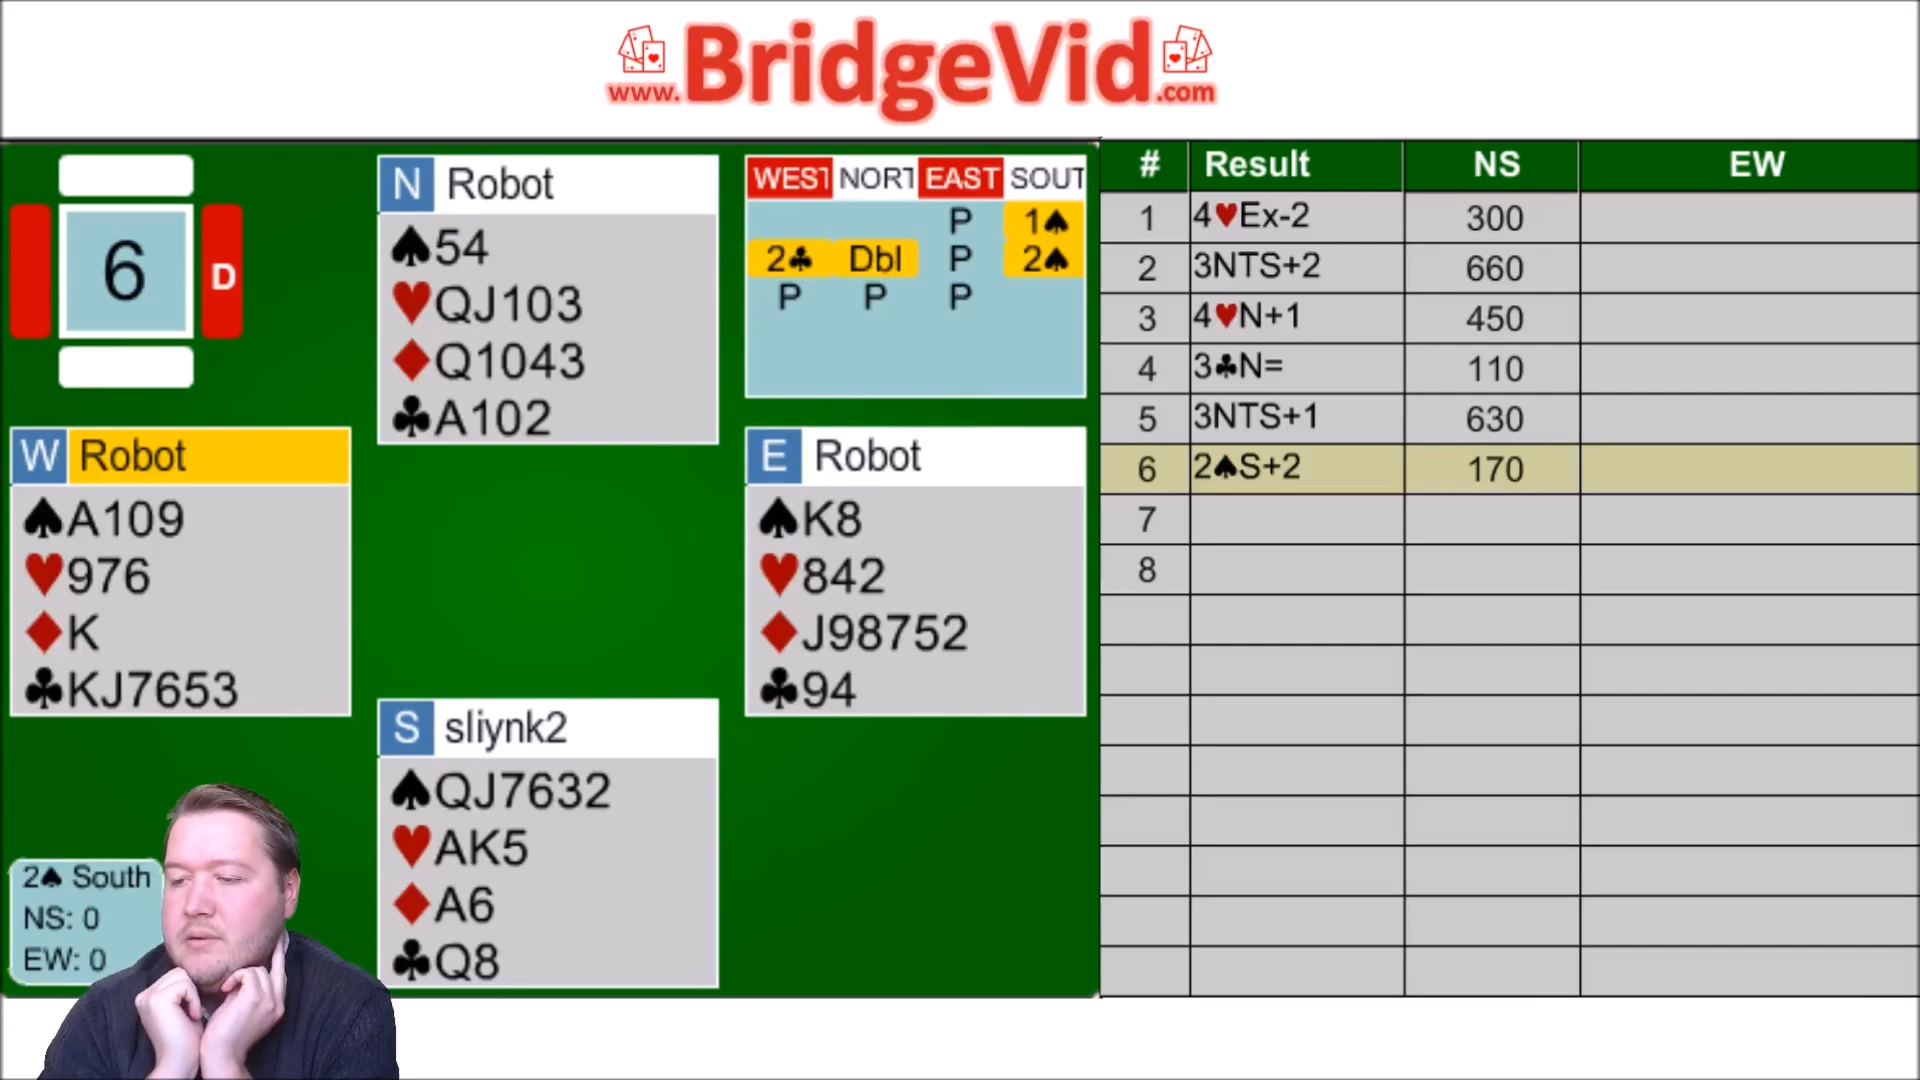 www.BridgeVid.com
6
D
N Robot
♠54
♥QJ103
♦Q1043
♣A102
WEST NORT EAST SOUT
P 1♠
2♣ Dbl P 2♠
P P P
W Robot
♠A109
♥976
♦K
♣KJ7653
E Robot
♠K8
♥842
♦J98752
♣94
S sliynk2
♠QJ7632
♥AK5
♦A6
♣Q8
2♠ South
NS: 0
EW: 0
# Result NS EW
1 4♥Ex-2 300
2 3NTS+2 660
3 4♥N+1 450
4 3♣N= 110
5 3NTS+1 630
6 2♠S+2 170
7
8